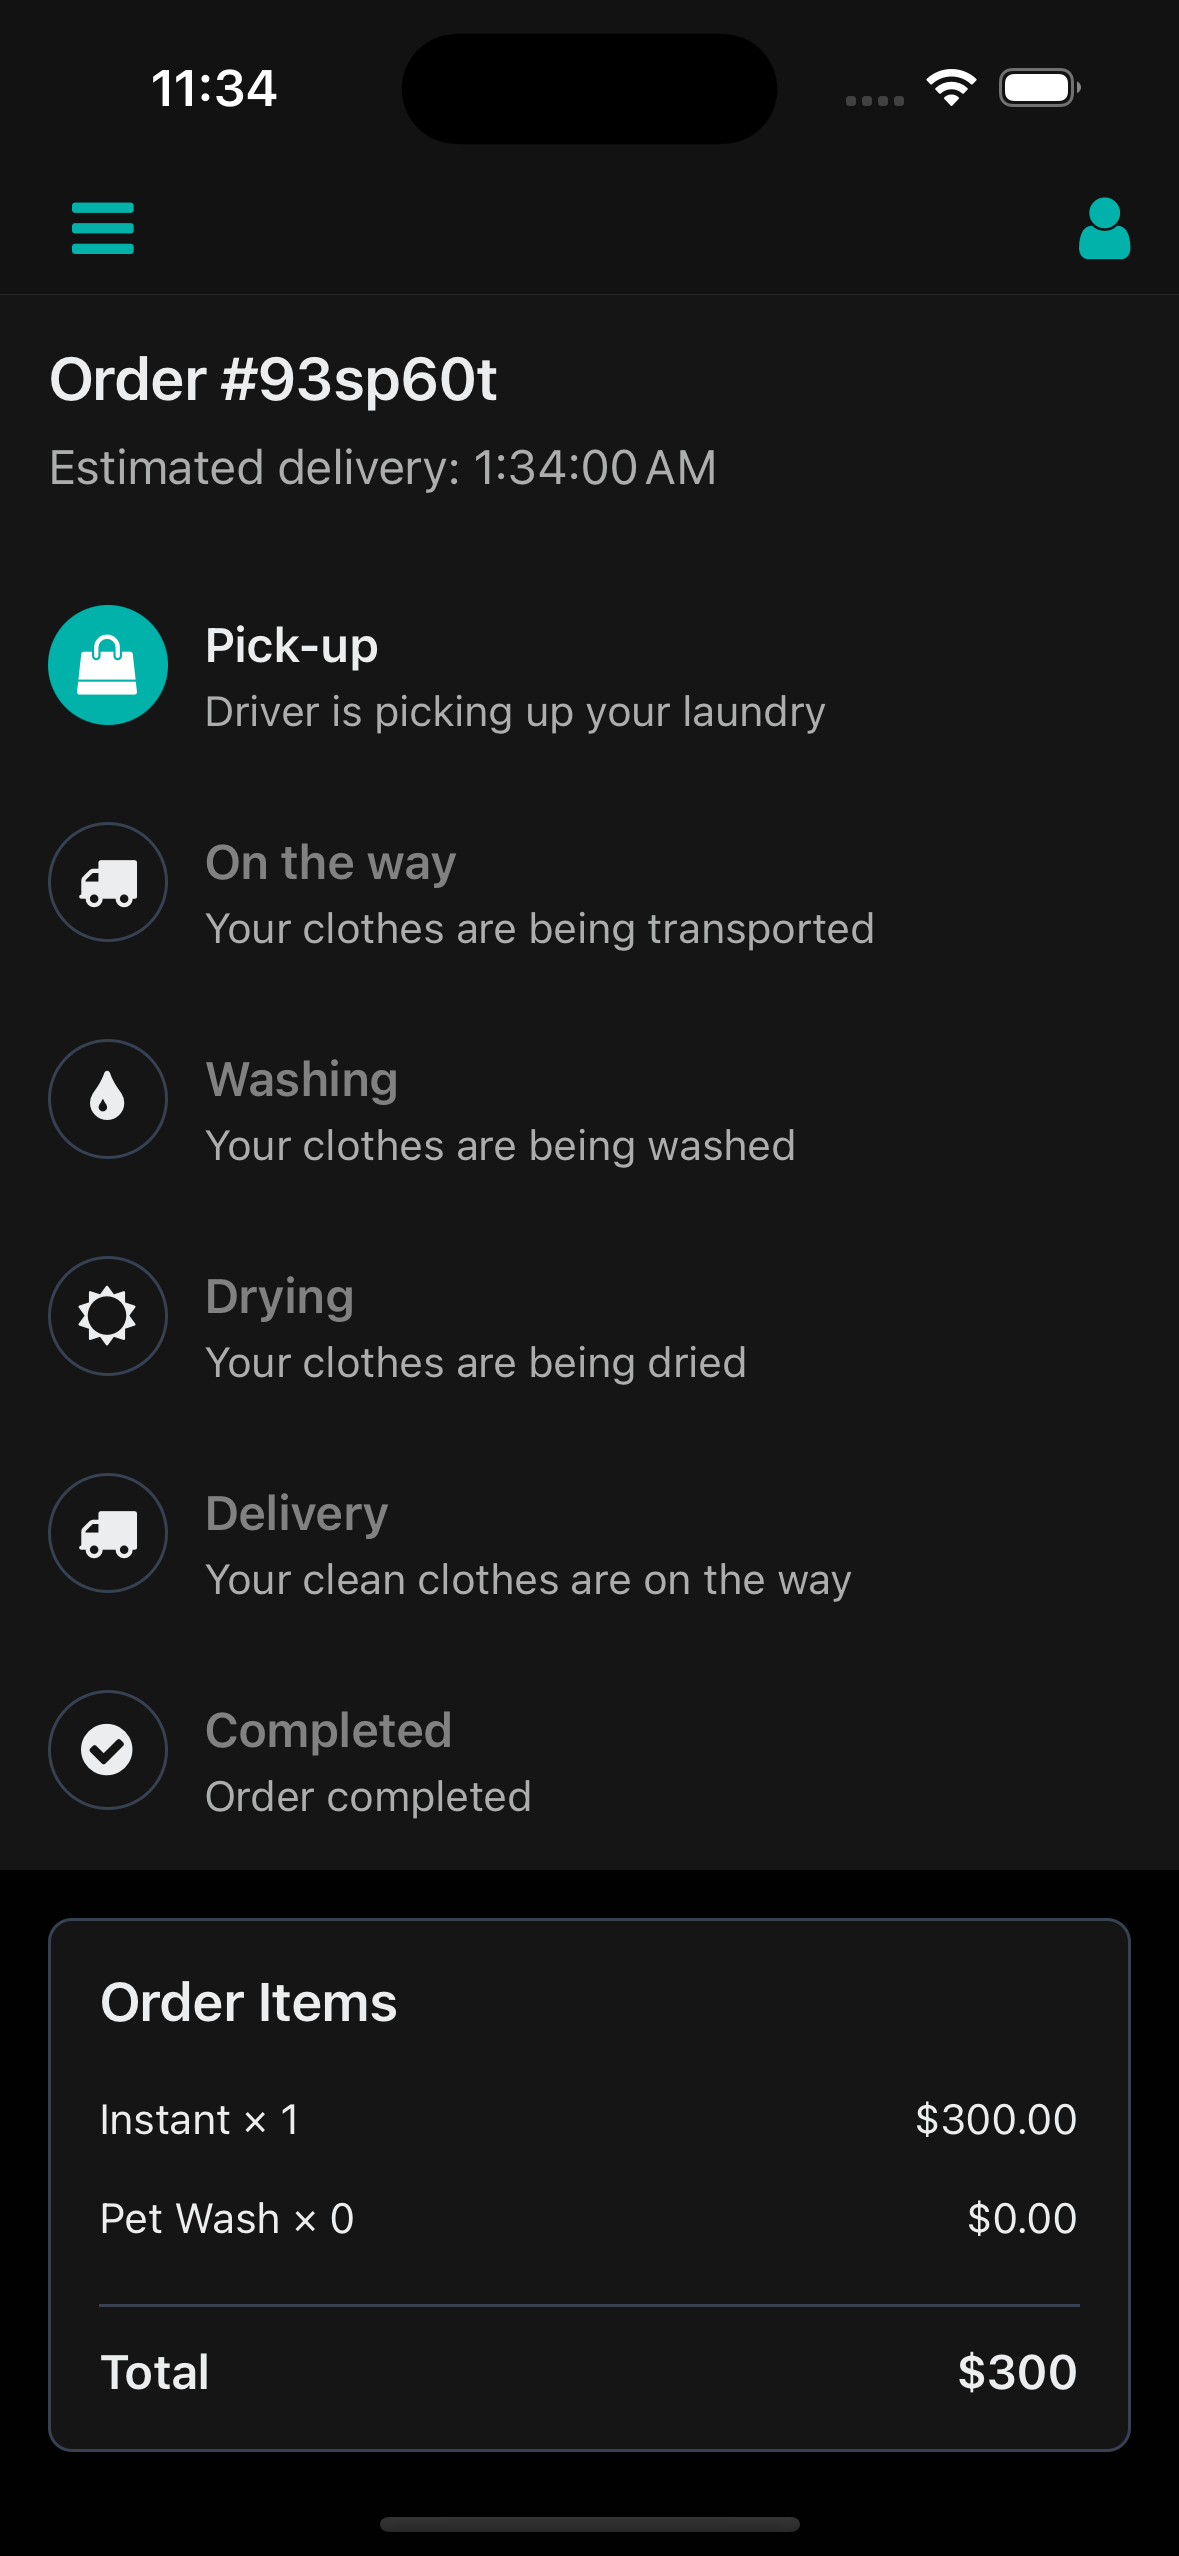 11:34
Order #93sp60t
Estimated delivery: 1:34:00 AM
Pick-up
Driver is picking up your laundry
On the way
Your clothes are being transported
Washing
Your clothes are being washed
Drying
Your clothes are being dried
Delivery
Your clean clothes are on the way
Completed
Order completed
Order Items
Instant × 1 $300.00
Pet Wash × 0 $0.00
Total $300